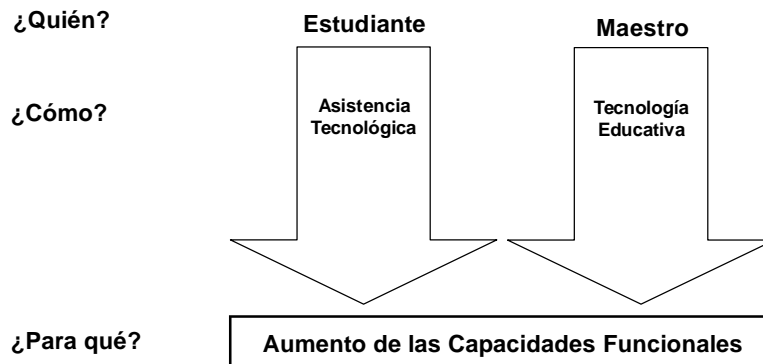 ¿Quién?
Estudiante
Maestro
¿Cómo?
Asistencia
Tecnológica
Tecnología
Educativa
¿Para qué?
Aumento de las Capacidades Funcionales